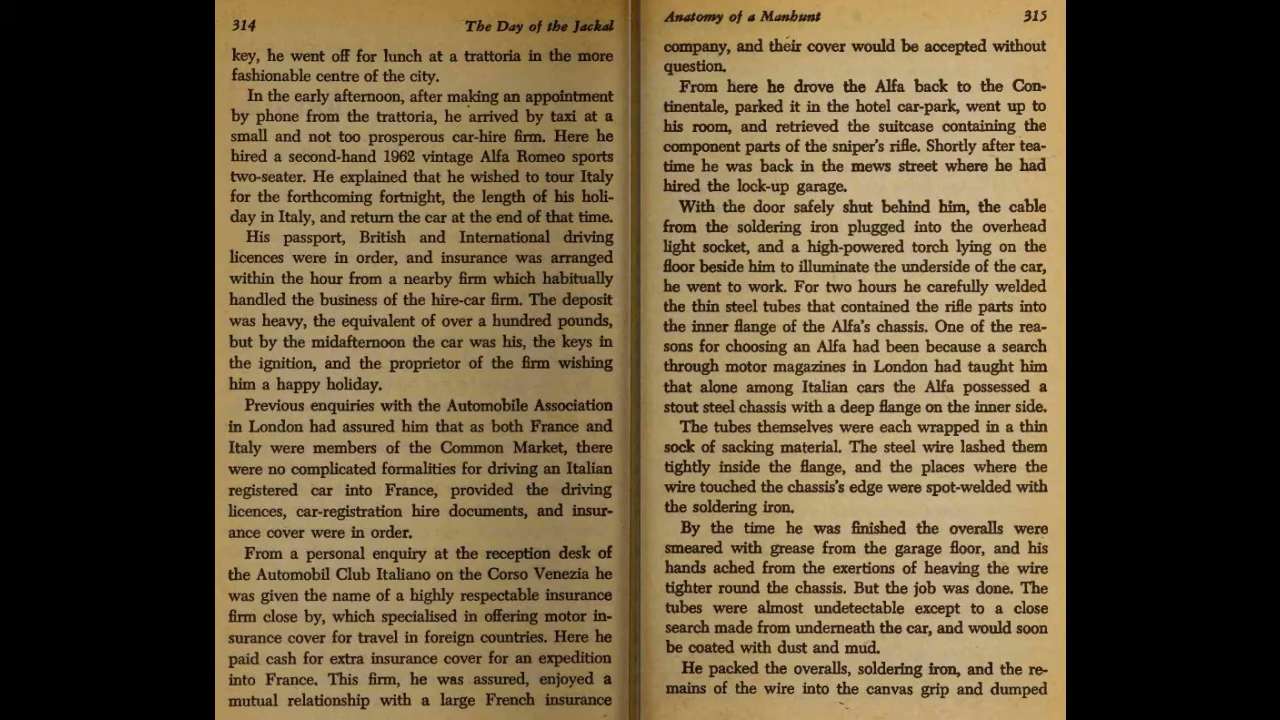 314
The Day of the Jackal
key, he went off for lunch at a trattoria in the more
fashionable centre of the city.
In the early afternoon, after making an appointment
by phone from the trattoria, he arrived by taxi at a
small and not too prosperous car-hire firm. Here he
hired a second-hand 1962 vintage Alfa Romeo sports
two-seater. He explained that he wished to tour Italy
for the forthcoming fortnight, the length of his holi-
day in Italy, and return the car at the end of that time.
His passport, British and International driving
licences were in order, and insurance was arranged
within the hour from a nearby firm which habitually
handled the business of the hire-car firm. The deposit
was heavy, the equivalent of over a hundred pounds,
but by the midafternoon the car was his, the keys in
the ignition, and the proprietor of the firm wishing
him a happy holiday.
Previous enquiries with the Automobile Association
in London had assured him that as both France and
Italy were members of the Common Market, there
were no complicated formalities for driving an Italian
registered car into France, provided the driving
licences, car-registration hire documents, and insur-
ance cover were in order.
From a personal enquiry at the reception desk of
the Automobil Club Italiano on the Corso Venezia he
was given the name of a highly respectable insurance
firm close by, which specialised in offering motor in-
surance cover for travel in foreign countries. Here he
paid cash for extra insurance cover for an expedition
into France. This firm, he was assured, enjoyed a
mutual relationship with a large French insurance
Anatomy of a Manhunt
315
company, and their cover would be accepted without
question.
From here he drove the Alfa back to the Con-
tinentale, parked it in the hotel car-park, went up to
his room, and retrieved the suitcase containing the
component parts of the sniper's rifle. Shortly after tea-
time he was back in the mews street where he had
hired the lock-up garage.
With the door safely shut behind him, the cable
from the soldering iron plugged into the overhead
light socket, and a high-powered torch lying on the
floor beside him to illuminate the underside of the car,
he went to work. For two hours he carefully welded
the thin steel tubes that contained the rifle parts into
the inner flange of the Alfa's chassis. One of the rea-
sons for choosing an Alfa had been because a search
through motor magazines in London had taught him
that alone among Italian cars the Alfa possessed a
stout steel chassis with a deep flange on the inner side.
The tubes themselves were each wrapped in a thin
sock of sacking material. The steel wire lashed them
tightly inside the flange, and the places where the
wire touched the chassis's edge were spot-welded with
the soldering iron.
By the time he was finished the overalls were
smeared with grease from the garage floor, and his
hands ached from the exertions of heaving the wire
tighter round the chassis. But the job was done. The
tubes were almost undetectable except to a close
search made from underneath the car, and would soon
be coated with dust and mud.
He packed the overalls, soldering iron, and the re-
mains of the wire into the canvas grip and dumped